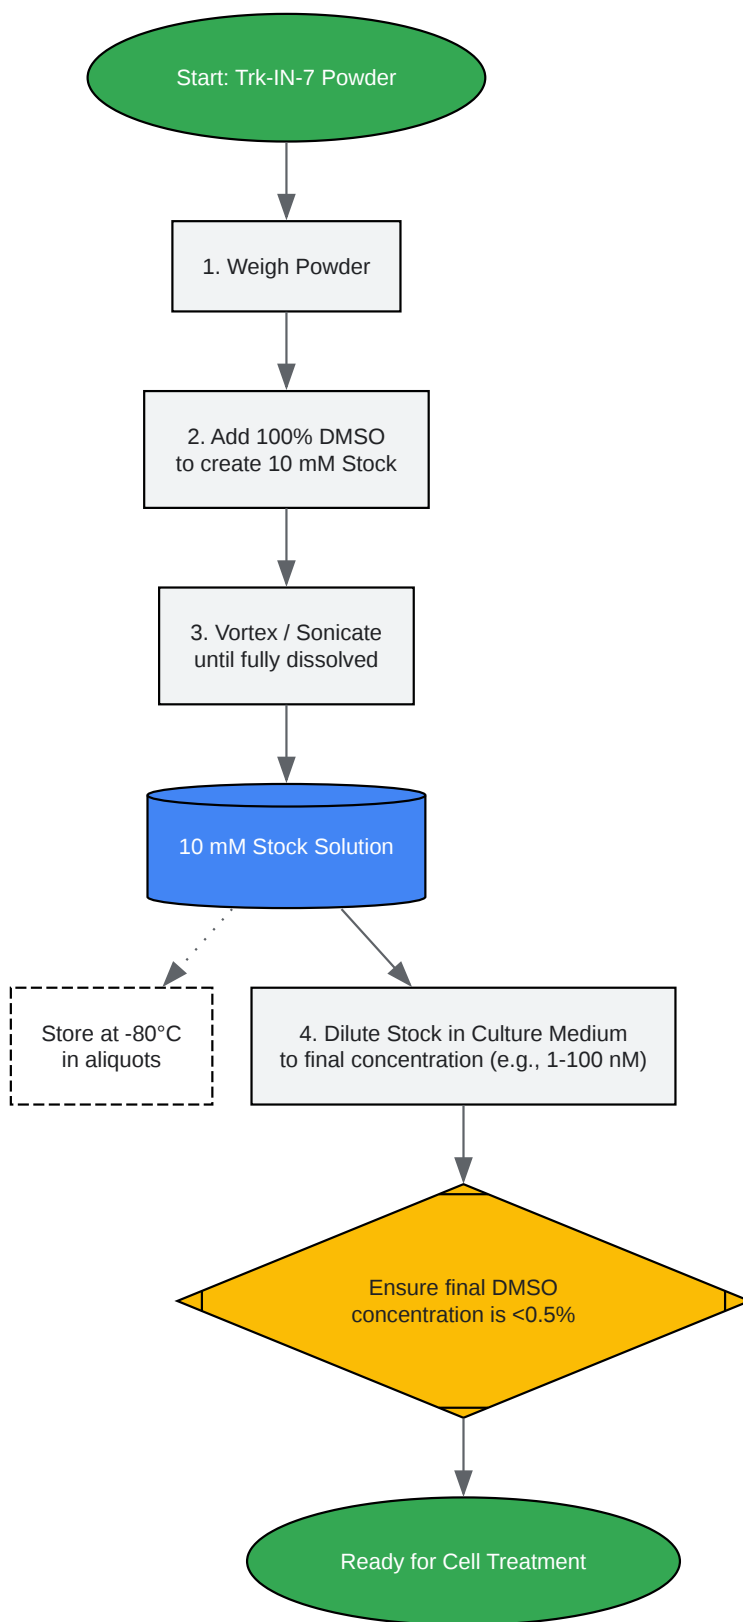 Start: Trk-IN-7 Powder
1. Weigh Powder
2. Add 100% DMSO
to create 10 mM Stock
3. Vortex / Sonicate
until fully dissolved
10 mM Stock Solution
Store at -80°C
in aliquots
4. Dilute Stock in Culture Medium
to final concentration (e.g., 1-100 nM)
Ensure final DMSO
concentration is <0.5%
Ready for Cell Treatment